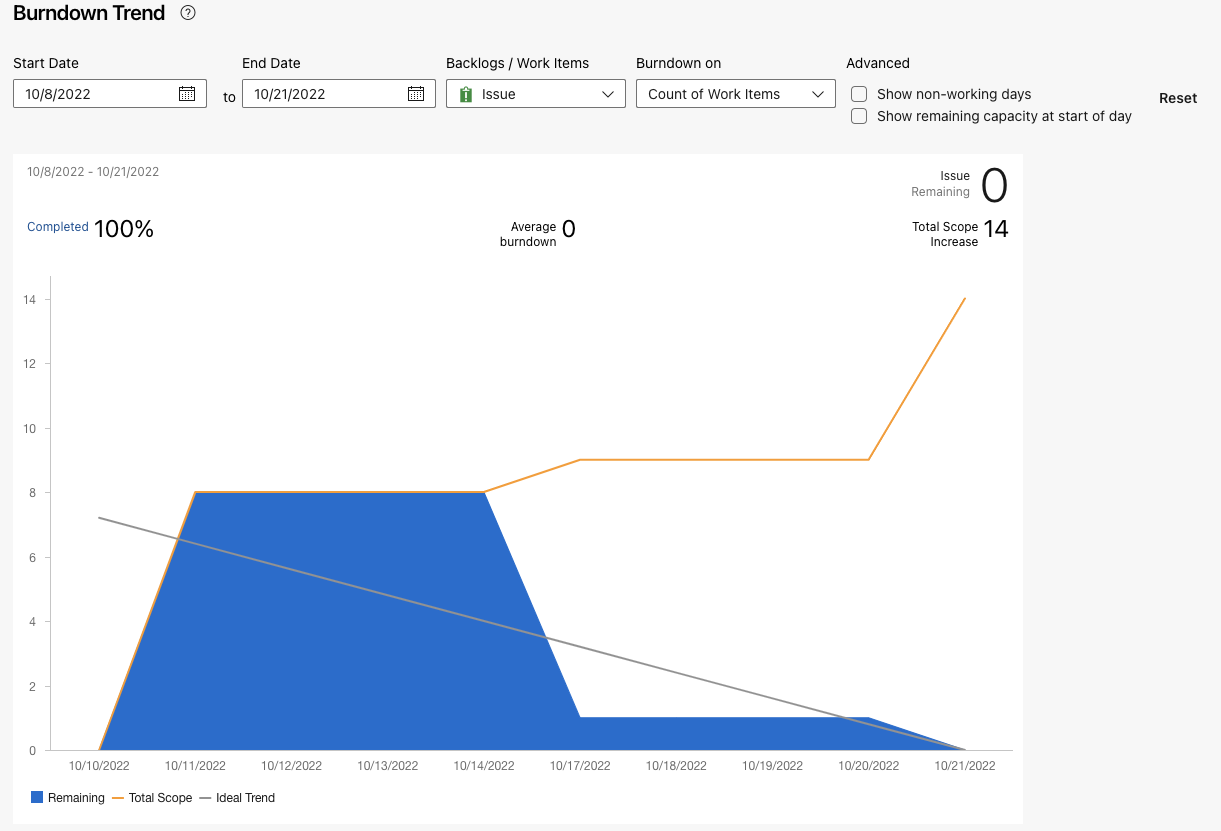 Burndown Trend
Start Date
End Date
Backlogs / Work Items
Burndown on
Advanced
10/8/2022
to
10/21/2022
Issue
Count of Work Items
Show non-working days
Show remaining capacity at start of day
Reset
10/8/2022 - 10/21/2022
Issue
Remaining
0
Completed 100%
Average
burndown
0
Total Scope
Increase
14
14
12
10
8
6
4
2
0
10/10/2022 10/11/2022 10/12/2022 10/13/2022 10/14/2022 10/17/2022 10/18/2022 10/19/2022 10/20/2022 10/21/2022
Remaining Total Scope Ideal Trend